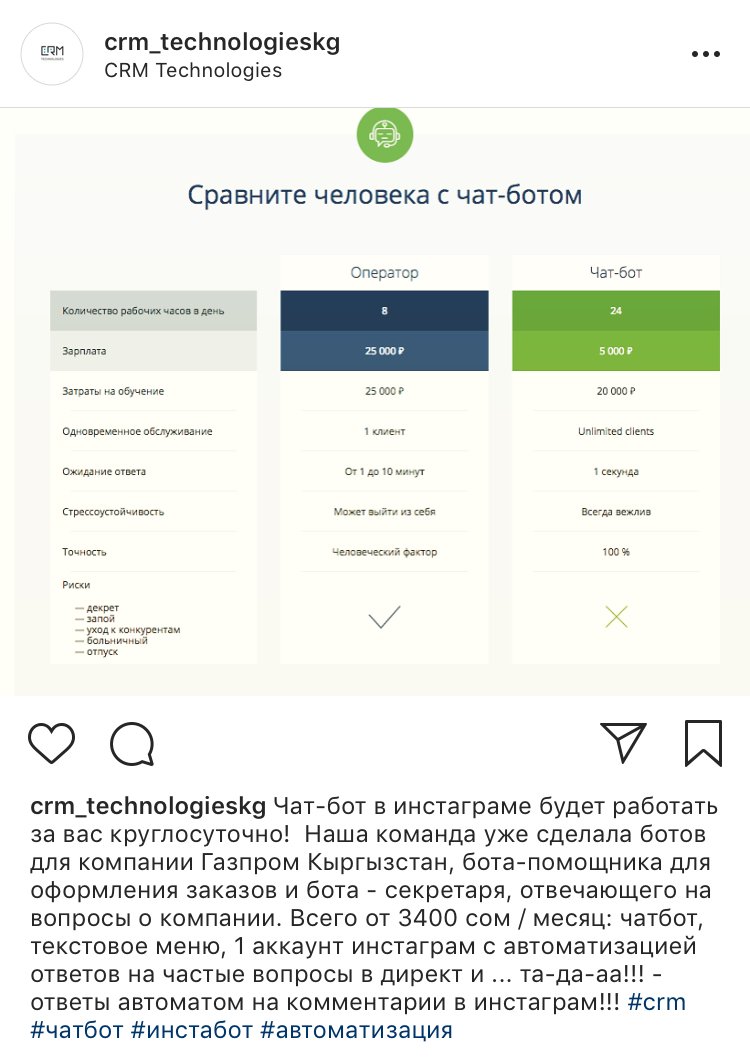 CRM
TECHNOLOGIES
crm_technologieskg
CRM Technologies
Сравните человека с чат-ботом
Оператор Чат-бот
Количество рабочих часов в день 8 24
Зарплата 25 000 ₽ 5 000 ₽
Затраты на обучение 25 000 ₽ 20 000 ₽
Одновременное обслуживание 1 клиент Unlimited clients
Ожидание ответа От 1 до 10 минут 1 секунда
Стрессоустойчивость Может выйти из себя Всегда вежлив
Точность Человеческий фактор 100 %
Риски
— декрет
— запой
— уход к конкурентам
— больничный
— отпуск
crm_technologieskg Чат-бот в инстаграме будет работать
за вас круглосуточно! Наша команда уже сделала ботов
для компании Газпром Кыргызстан, бота-помощника для
оформления заказов и бота - секретаря, отвечающего на
вопросы о компании. Всего от 3400 сом / месяц: чатбот,
текстовое меню, 1 аккаунт инстаграм с автоматизацией
ответов на частые вопросы в директ и ... та-да-аа!!! -
ответы автоматом на комментарии в инстаграм!!! #crm
#чатбот #инстабот #автоматизация